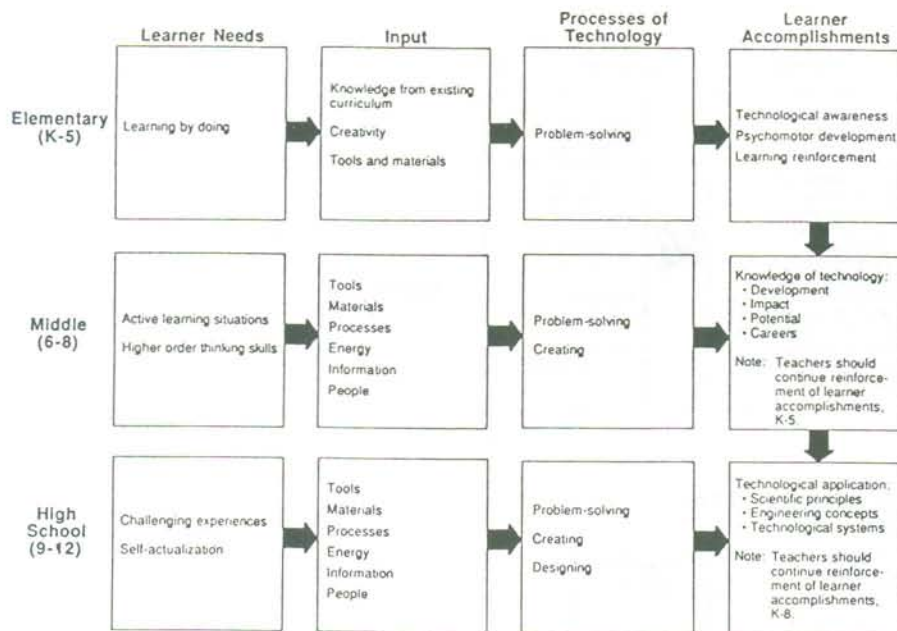 Learner Needs
Input
Processes of
Technology
Learner
Accomplishments
Elementary
(K-5)
Learning by doing
Knowledge from existing
curriculum
Creativity
Tools and materials
Problem-solving
Technological awareness
Psychomotor development
Learning reinforcement
Middle
(6-8)
Active learning situations
Higher order thinking skills
Tools
Materials
Processes
Energy
Information
People
Problem-solving
Creating
Knowledge of technology:
• Development
• Impact
• Potential
• Careers
Note: Teachers should
continue reinforce-
ment of learner
accomplishments,
K-5
High
School
(9-12)
Challenging experiences
Self-actualization
Tools
Materials
Processes
Energy
Information
People
Problem-solving
Creating
Designing
Technological application:
• Scientific principles
• Engineering concepts
• Technological systems
Note: Teachers should
continue reinforce-
ment of learner
accomplishments,
K-8.